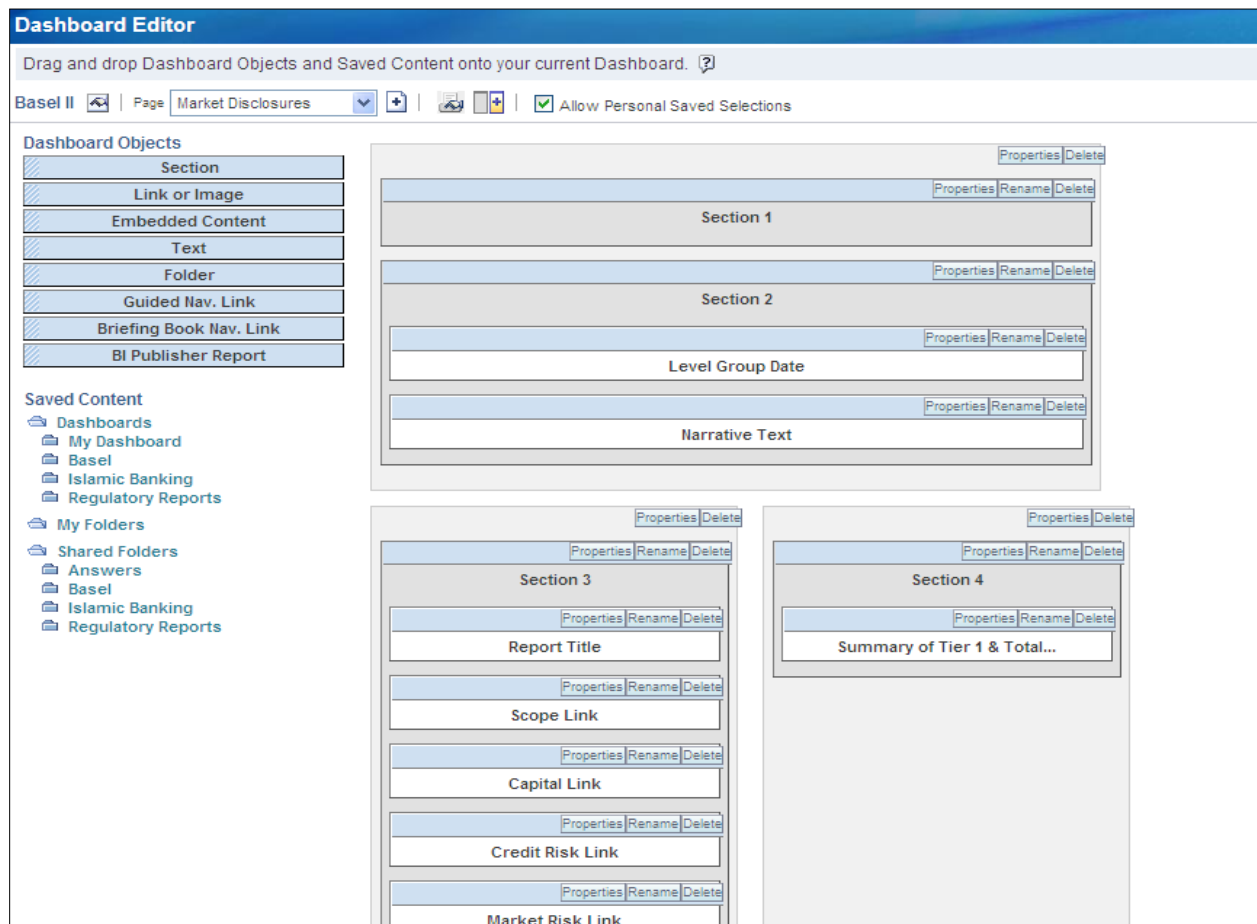 Dashboard Editor
Drag and drop Dashboard Objects and Saved Content onto your current Dashboard. ?
Basel II | Page Market Disclosures | | Allow Personal Saved Selections
Dashboard Objects
Section
Link or Image
Embedded Content
Text
Folder
Guided Nav. Link
Briefing Book Nav. Link
BI Publisher Report
Saved Content
Dashboards
My Dashboard
Basel
Islamic Banking
Regulatory Reports
My Folders
Shared Folders
Answers
Basel
Islamic Banking
Regulatory Reports
Properties Delete
Properties Rename Delete
Section 1
Properties Rename Delete
Section 2
Properties Rename Delete
Level Group Date
Properties Rename Delete
Narrative Text
Properties Delete
Properties Rename Delete
Section 3
Properties Rename Delete
Report Title
Properties Rename Delete
Scope Link
Properties Rename Delete
Capital Link
Properties Rename Delete
Credit Risk Link
Properties Rename Delete
Market Risk Link
Properties Delete
Properties Rename Delete
Section 4
Properties Rename Delete
Summary of Tier 1 & Total...